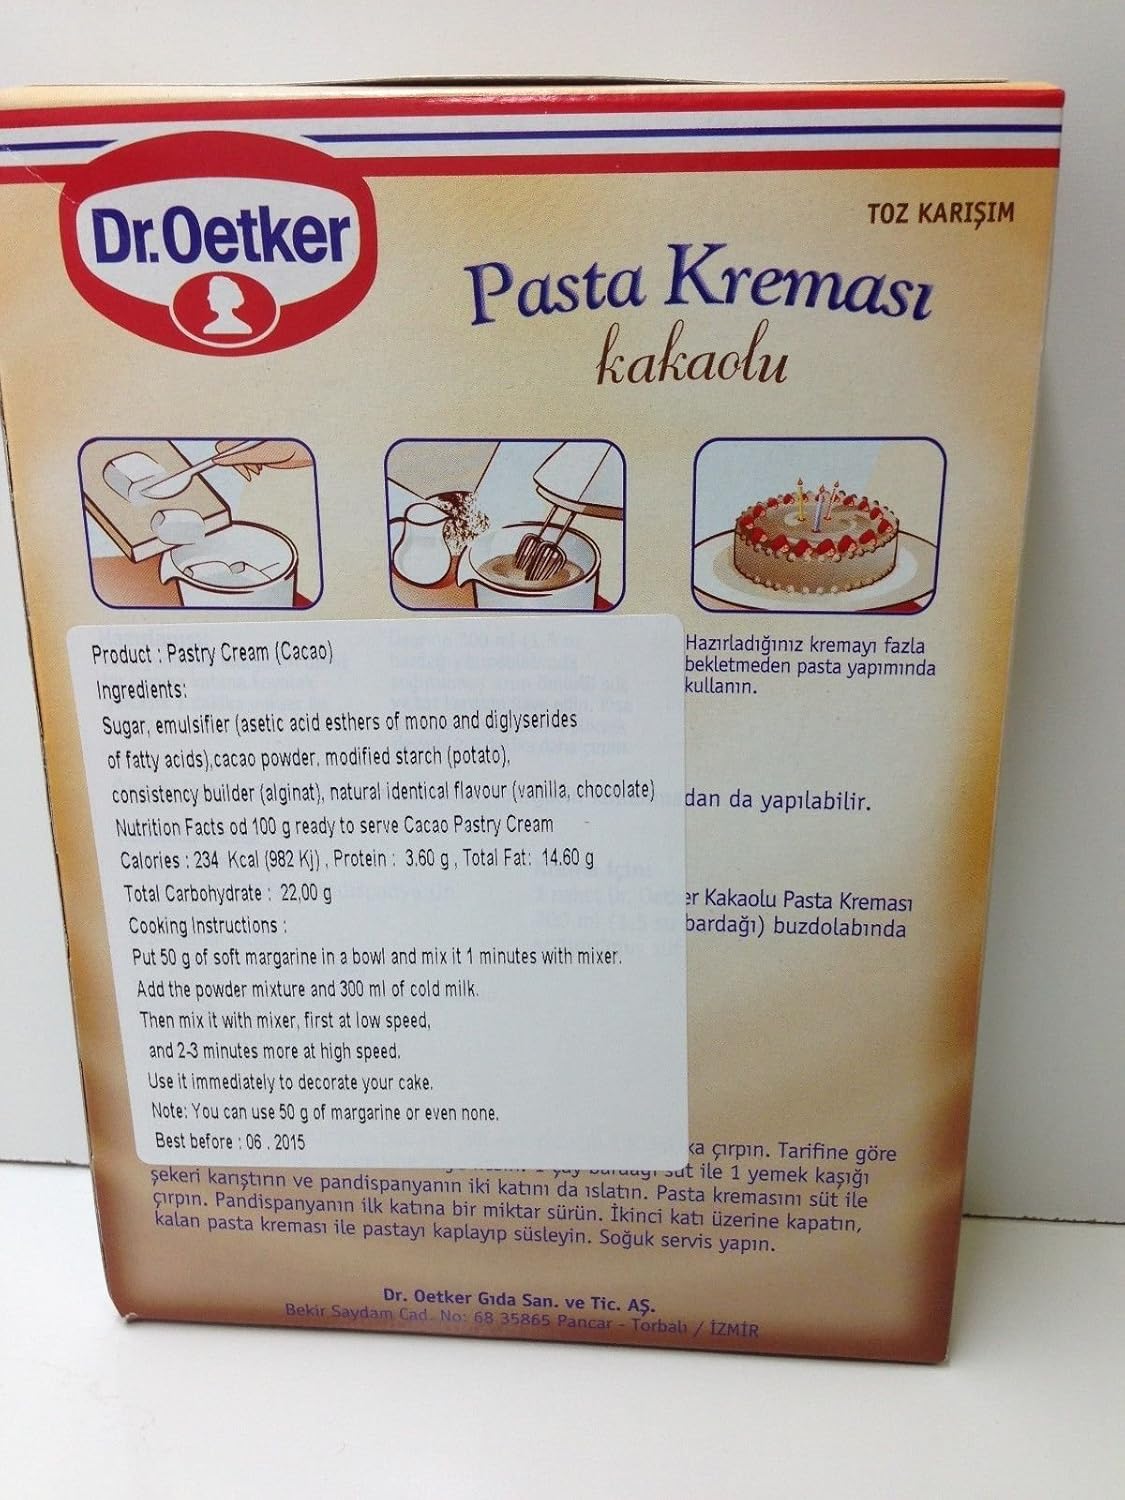 Dr.Oetker
TOZ KARIŞIM
Pasta Kreması
kakaolu
Hazırladığınız kremayı fazla
bekletmeden pasta yapımında
kullanın.
Product : Pastry Cream (Cacao)
Ingredients:
Sugar, emulsifier (asetic acid esthers of mono and diglyserides
of fatty acids),cacao powder, modified starch (potato),
consistency builder (alginat), natural identical flavour (vanilla, chocolate)
Nutrition Facts od 100 g ready to serve Cacao Pastry Cream
Calories : 234 Kcal (982 Kj) , Protein : 3.60 g , Total Fat: 14.60 g
Total Carbohydrate : 22,00 g
Cooking Instructions :
Put 50 g of soft margarine in a bowl and mix it 1 minutes with mixer.
Add the powder mixture and 300 ml of cold milk.
Then mix it with mixer, first at low speed,
and 2-3 minutes more at high speed.
Use it immediately to decorate your cake.
Note: You can use 50 g of margarine or even none.
Best before : 06 . 2015
dan da yapılabilir.
er Kakaolu Pasta Kreması
bardağı) buzdolabında
ka çırpın. Tarifine göre
1 çay bardağı süt ile 1 yemek kaşığı
şekeri karıştırın ve pandispanyanın iki katını da ıslatın. Pasta kremasını süt ile
çırpın. Pandispanyanın ilk katına bir miktar sürün. İkinci katı üzerine kapatın,
kalan pasta kreması ile pastayı kaplayıp süsleyin. Soğuk servis yapın.
Dr. Oetker Gıda San. ve Tic. AŞ.
Bekir Saydam Cad. No: 68 35865 Pancar - Torbalı / İZMİR